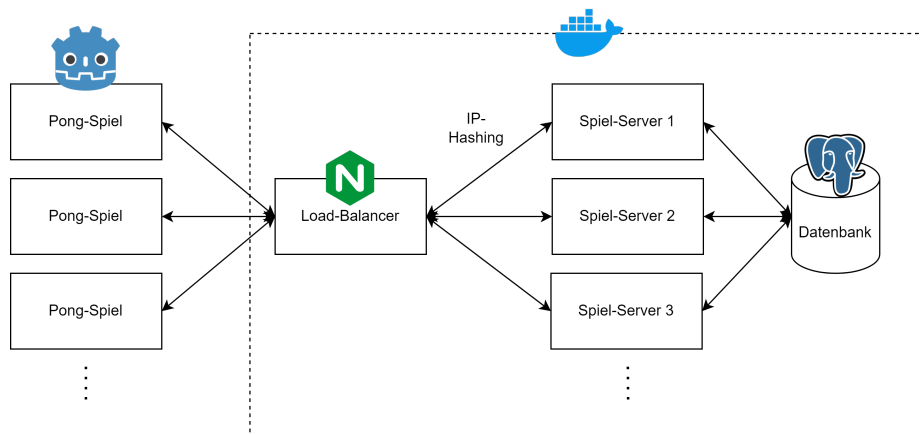 Pong-Spiel
Pong-Spiel
Pong-Spiel
Load-Balancer
IP-
Hashing
Spiel-Server 1
Spiel-Server 2
Spiel-Server 3
Datenbank